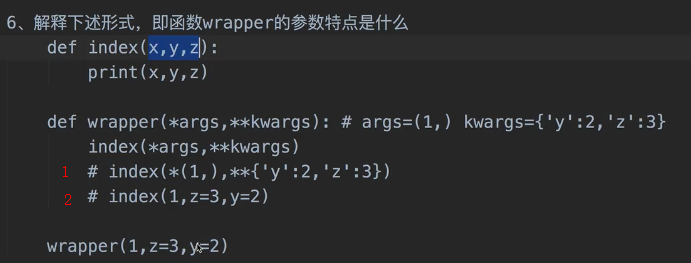 6、解释下述形式，即函数wrapper的参数特点是什么
def index(x,y,z):
print(x,y,z)
def wrapper(*args,**kwargs): # args=(1,) kwargs={'y':2,'z':3}
index(*args,**kwargs)
1 # index(*(1,),**{'y':2,'z':3})
2 # index(1,z=3,y=2)
wrapper(1,z=3,y=2)